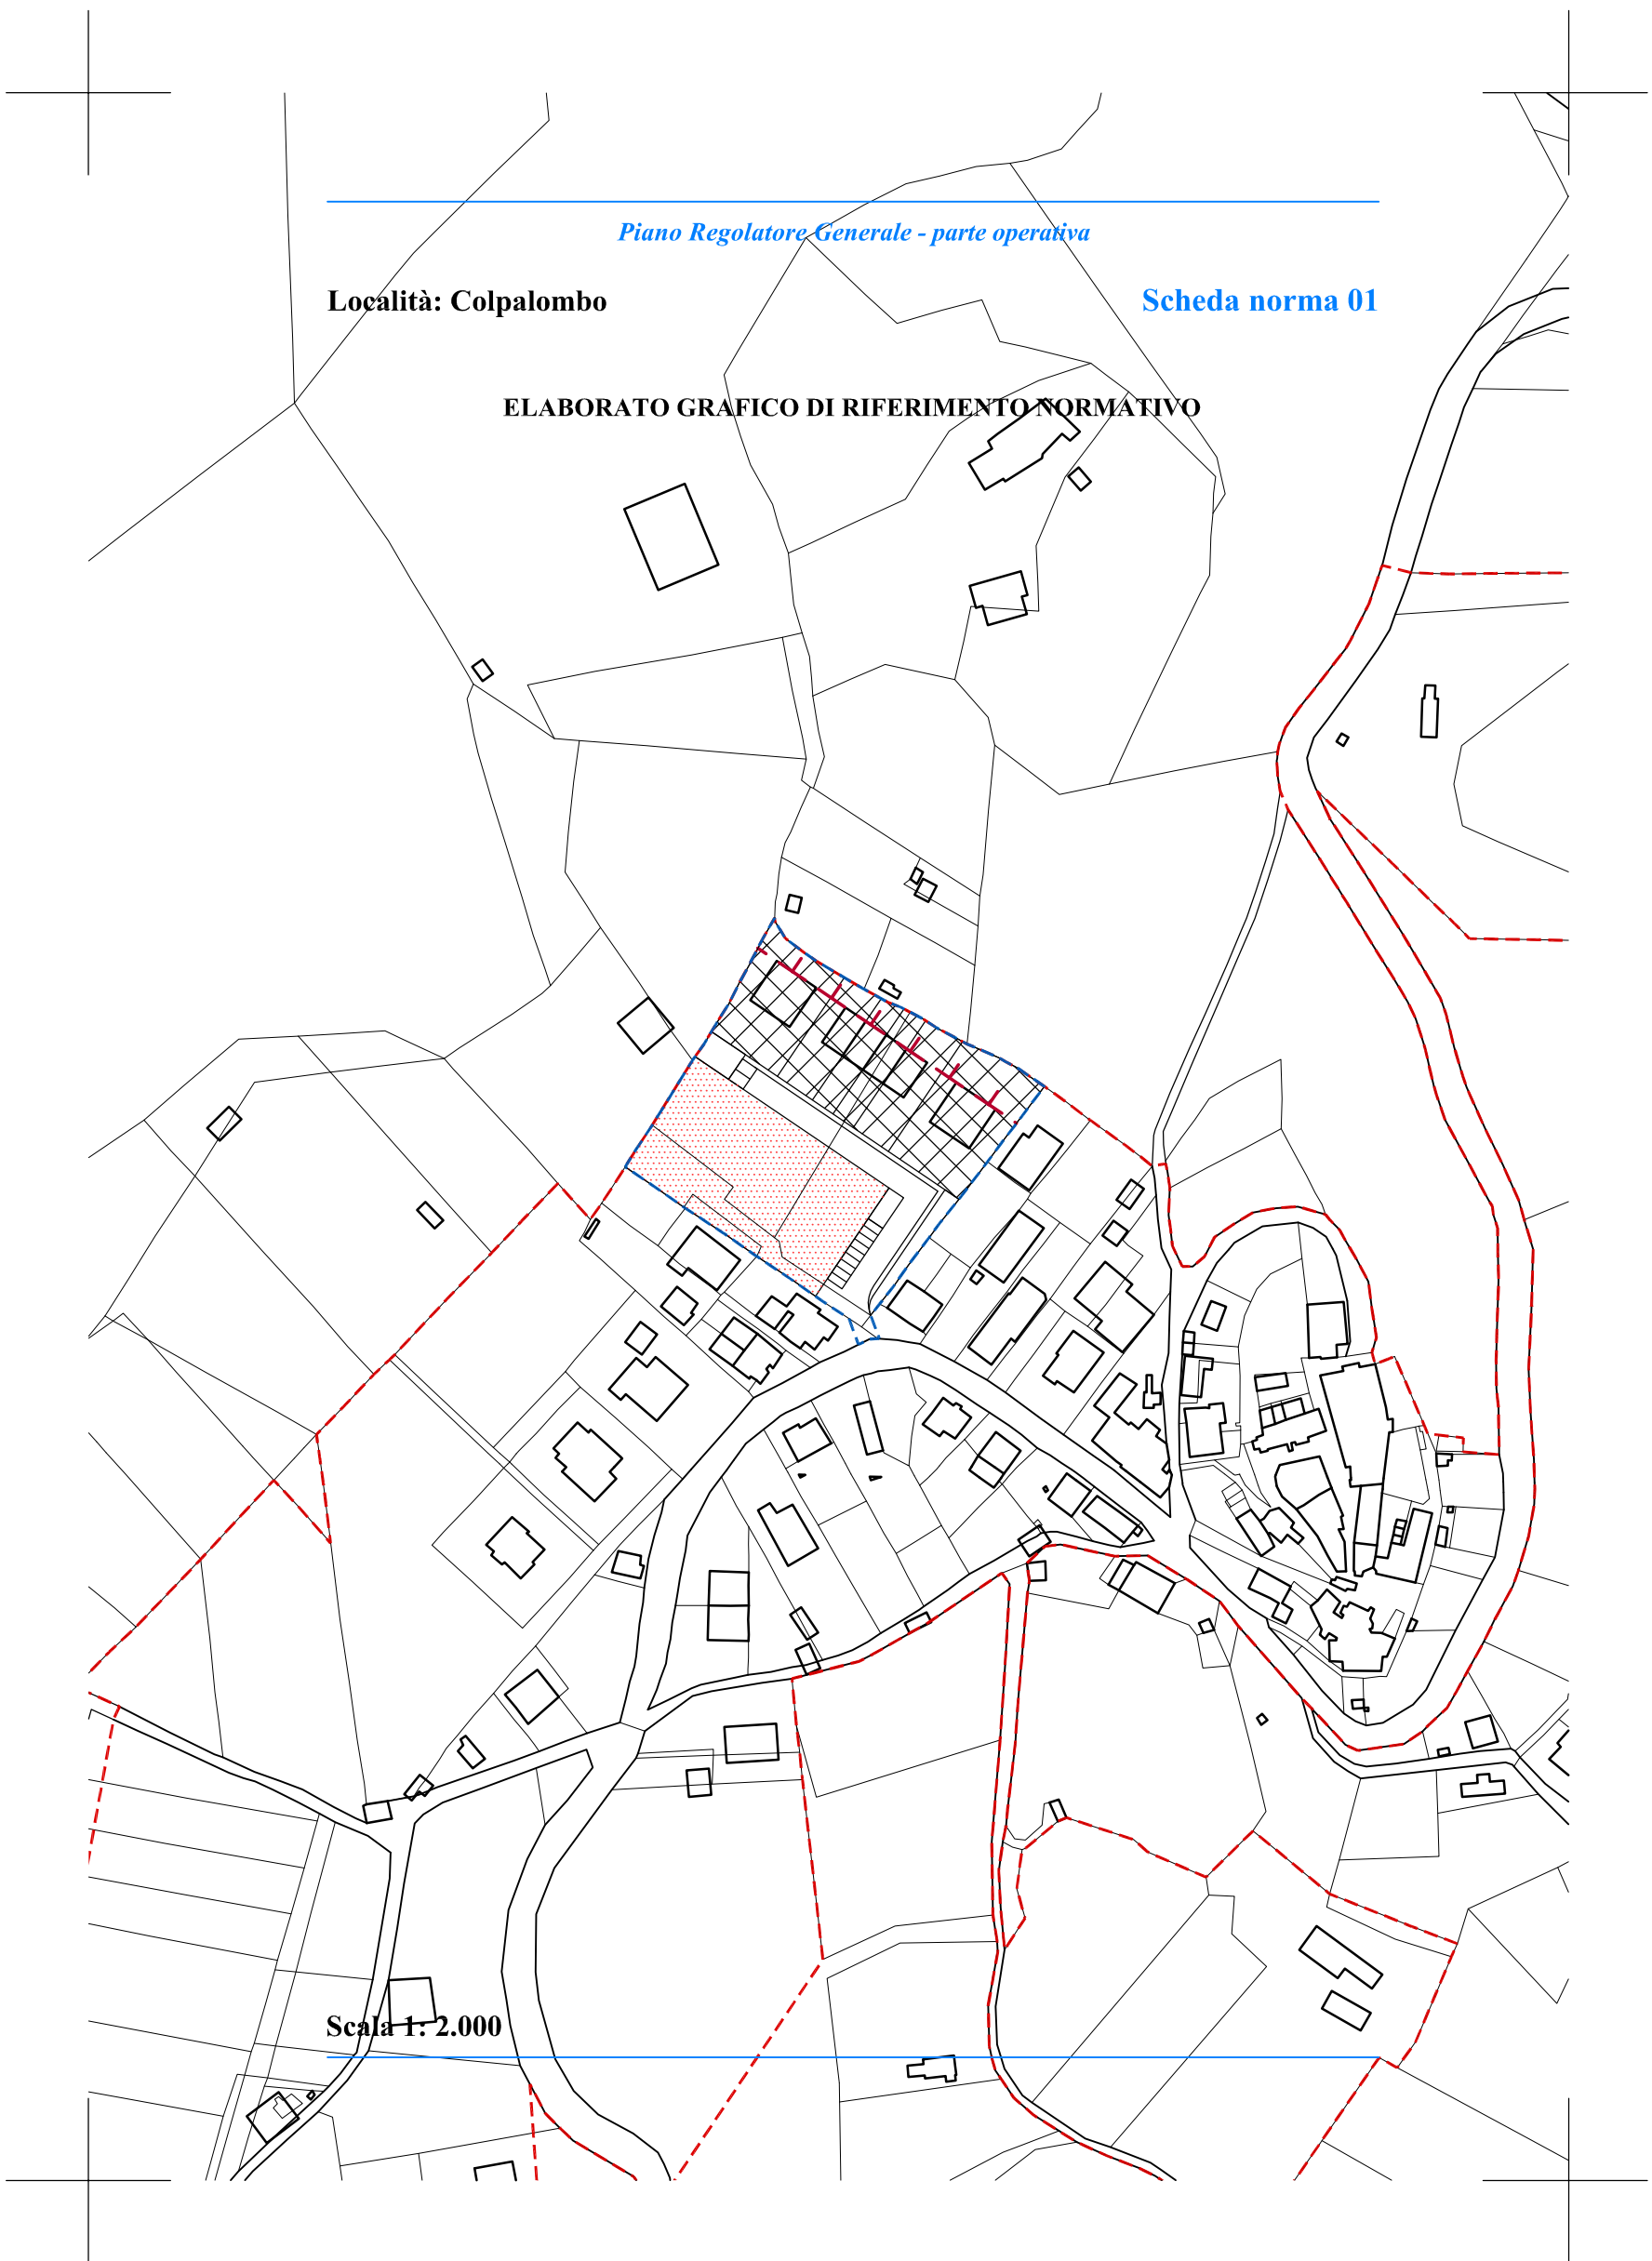 Piano Regolatore Generale - parte operativa
Località: Colpalombo
Scheda norma 01
ELABORATO GRAFICO DI RIFERIMENTO NORMATIVO
Scala 1: 2.000